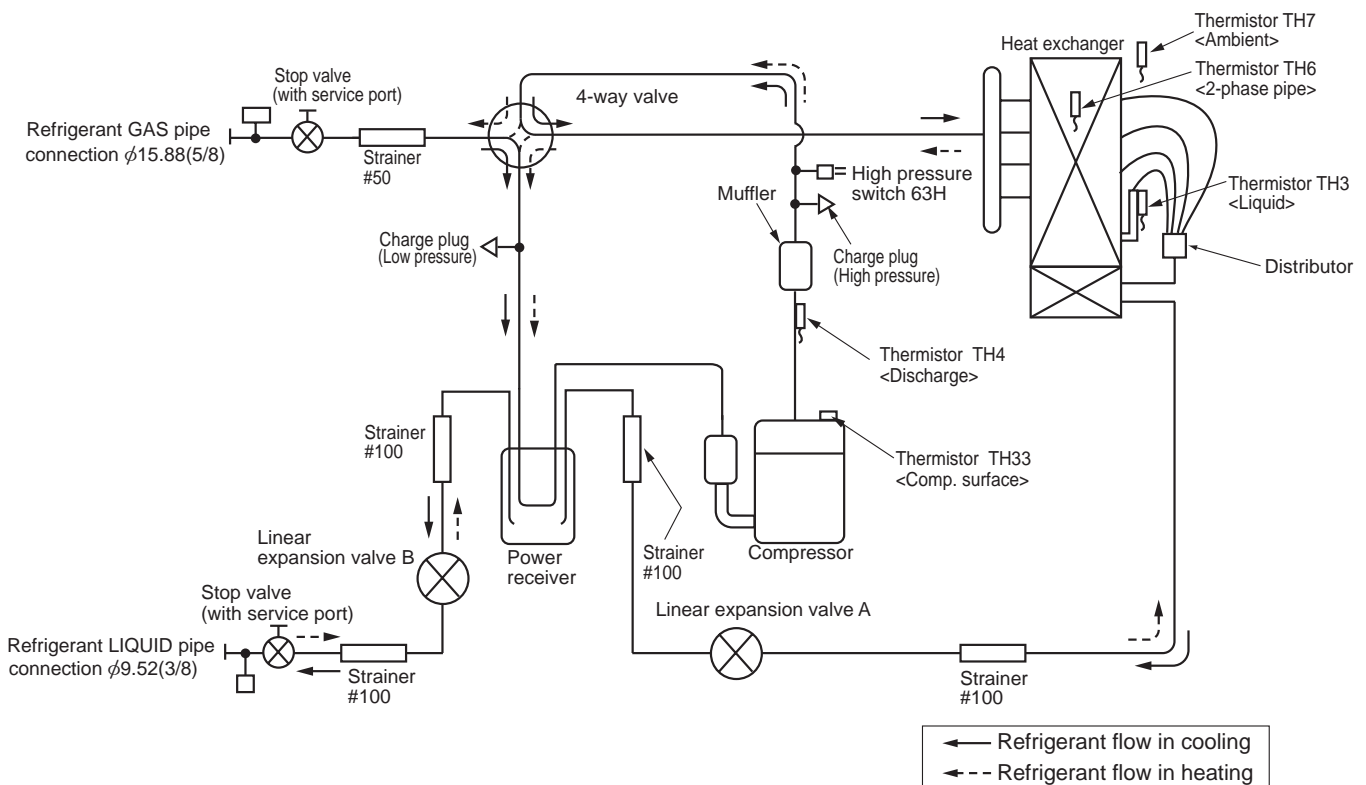 Thermistor TH7
<Ambient>
Heat exchanger
Thermistor TH6
<2-phase pipe>
Stop valve
(with service port)
4-way valve
Refrigerant GAS pipe
connection ϕ15.88(5/8)
Strainer
#50
High pressure
switch 63H
Thermistor TH3
<Liquid>
Muffler
Charge plug
(Low pressure)
Charge plug
(High pressure)
Distributor
Thermistor TH4
<Discharge>
Strainer
#100
Thermistor TH33
<Comp. surface>
Linear
expansion valve B
Power
receiver
Strainer
#100
Compressor
Stop valve
(with service port)
Linear expansion valve A
Refrigerant LIQUID pipe
connection ϕ9.52(3/8)
Strainer
#100
Strainer
#100
Refrigerant flow in cooling
Refrigerant flow in heating